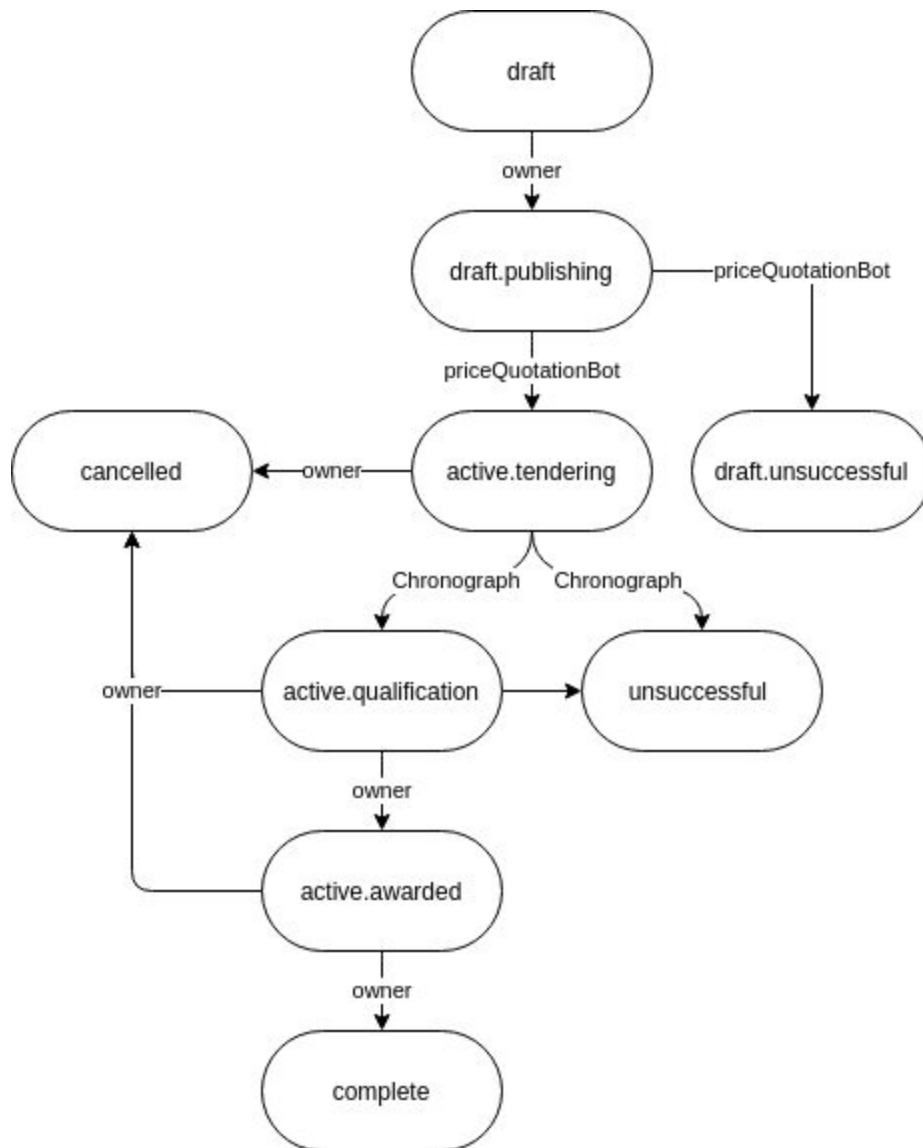 draft
owner
draft.publishing
priceQuotationBot
priceQuotationBot
cancelled
owner
active.tendering
draft.unsuccessful
Chronograph
Chronograph
owner
active.qualification
unsuccessful
owner
active.awarded
owner
complete